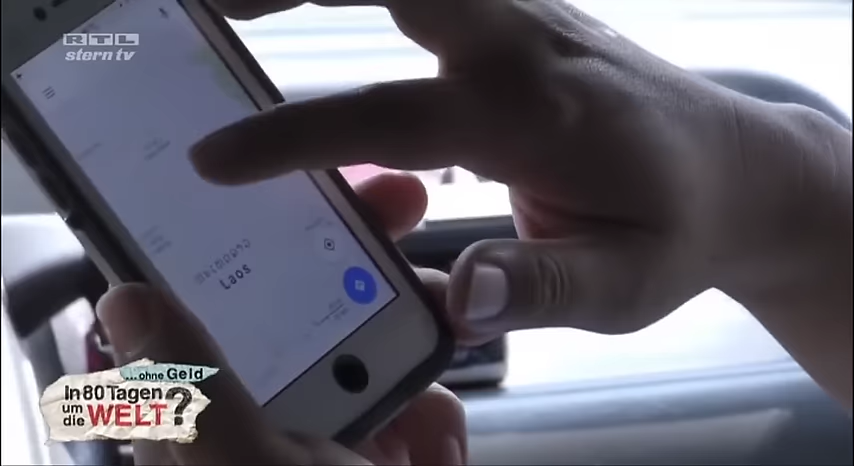 RTL
stern tv
Laos
...ohne Geld
In 80 Tagen
um
die WELT?